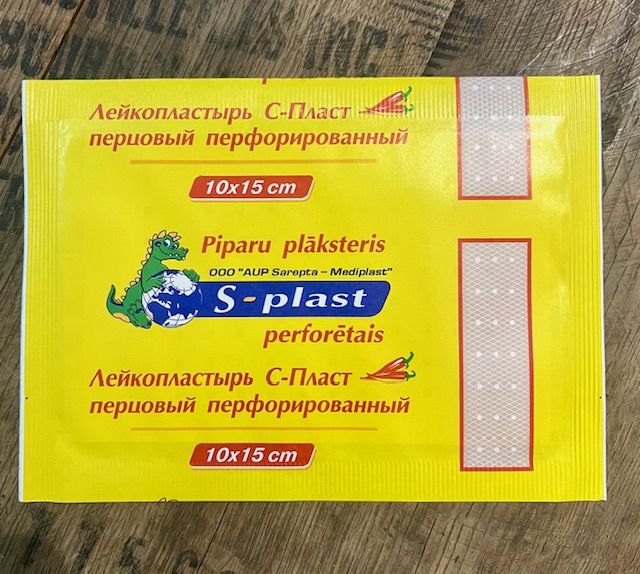 Лейкопластырь С-Пласт
перцовый перфорированный
10x15 cm
Piparu plāksteris
ООО "AUP Sarepta – Mediplast"
S-plast
perforētais
Лейкопластырь С-Пласт
перцовый перфорированный
10x15 cm